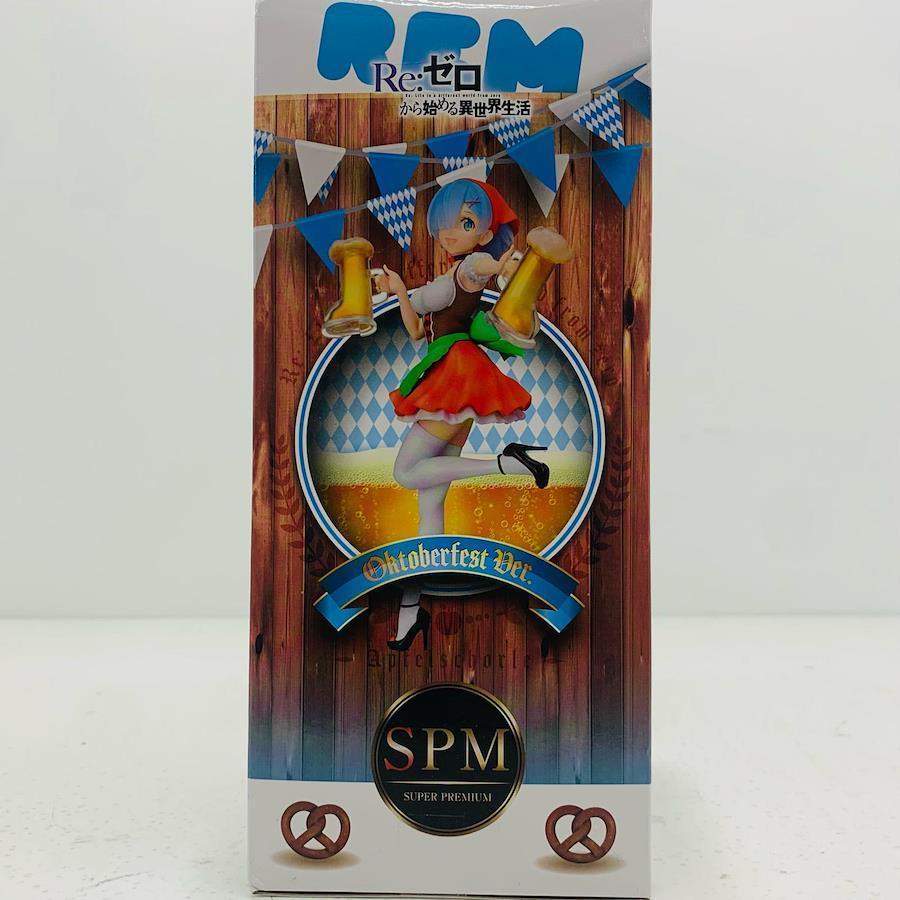 REM
Re:ゼロ
Re: Life in a different world from zero
から始める異世界生活
Oktoberfest Ver.
Apfelschorle
SPM
SUPER PREMIUM